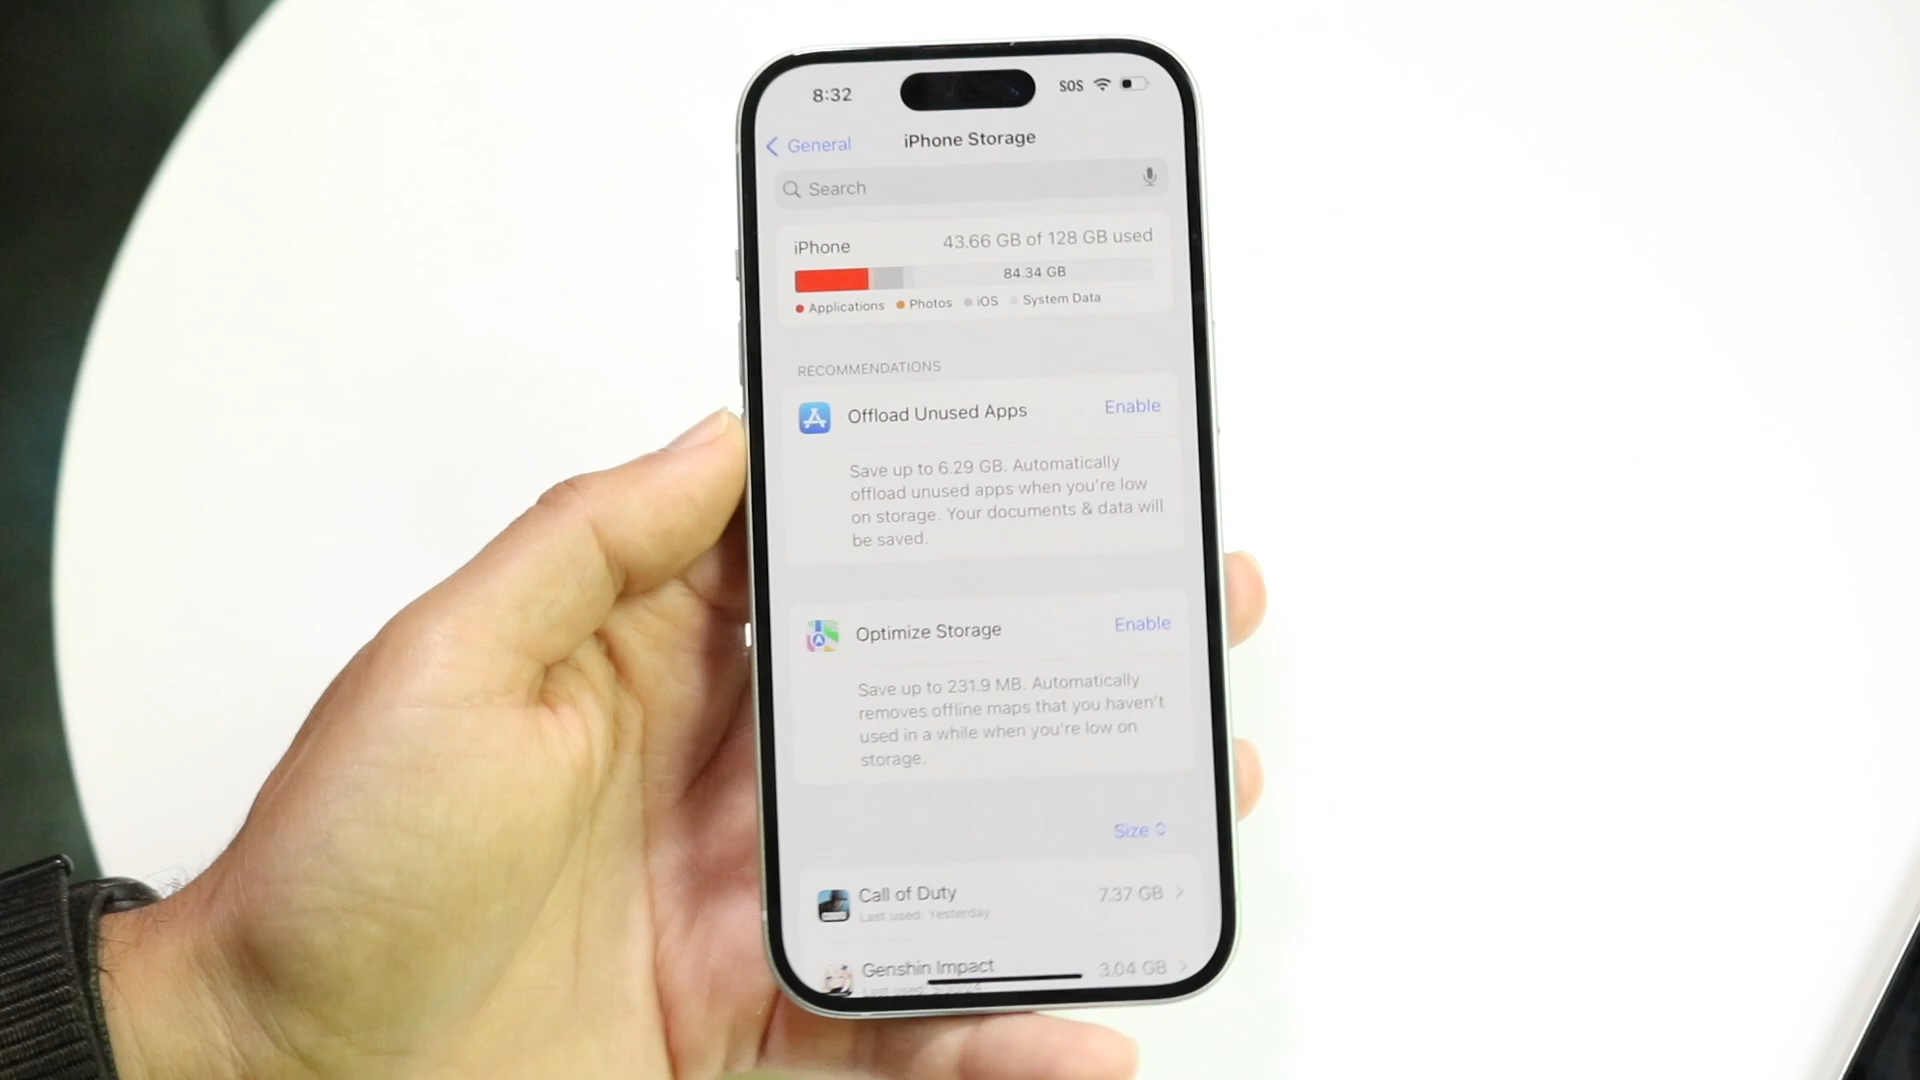 8:32 SOS
General iPhone Storage
Search
iPhone 43.66 GB of 128 GB used
84.34 GB
Applications Photos iOS System Data
RECOMMENDATIONS
Offload Unused Apps Enable
Save up to 6.29 GB. Automatically
offload unused apps when you're low
on storage. Your documents & data will
be saved.
Optimize Storage Enable
Save up to 231.9 MB. Automatically
removes offline maps that you haven't
used in a while when you're low on
storage.
Size
Call of Duty 7.37 GB
Last used: Yesterday
Genshin Impact 3.04 GB
Last used: